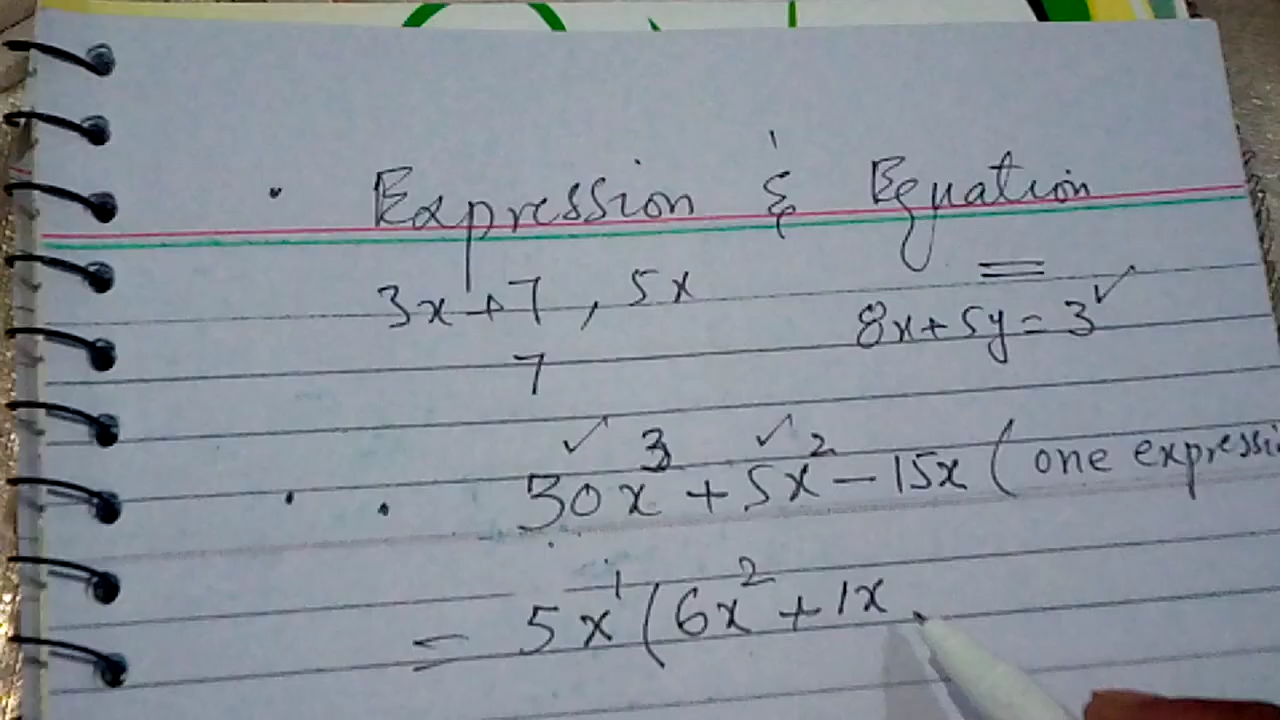 Expression & Equation
3x+7, 5x
8x+5y=3✓
7
✓ ✓
30x³+5x²-15x (one expressi
= 5x¹(6x²+1x